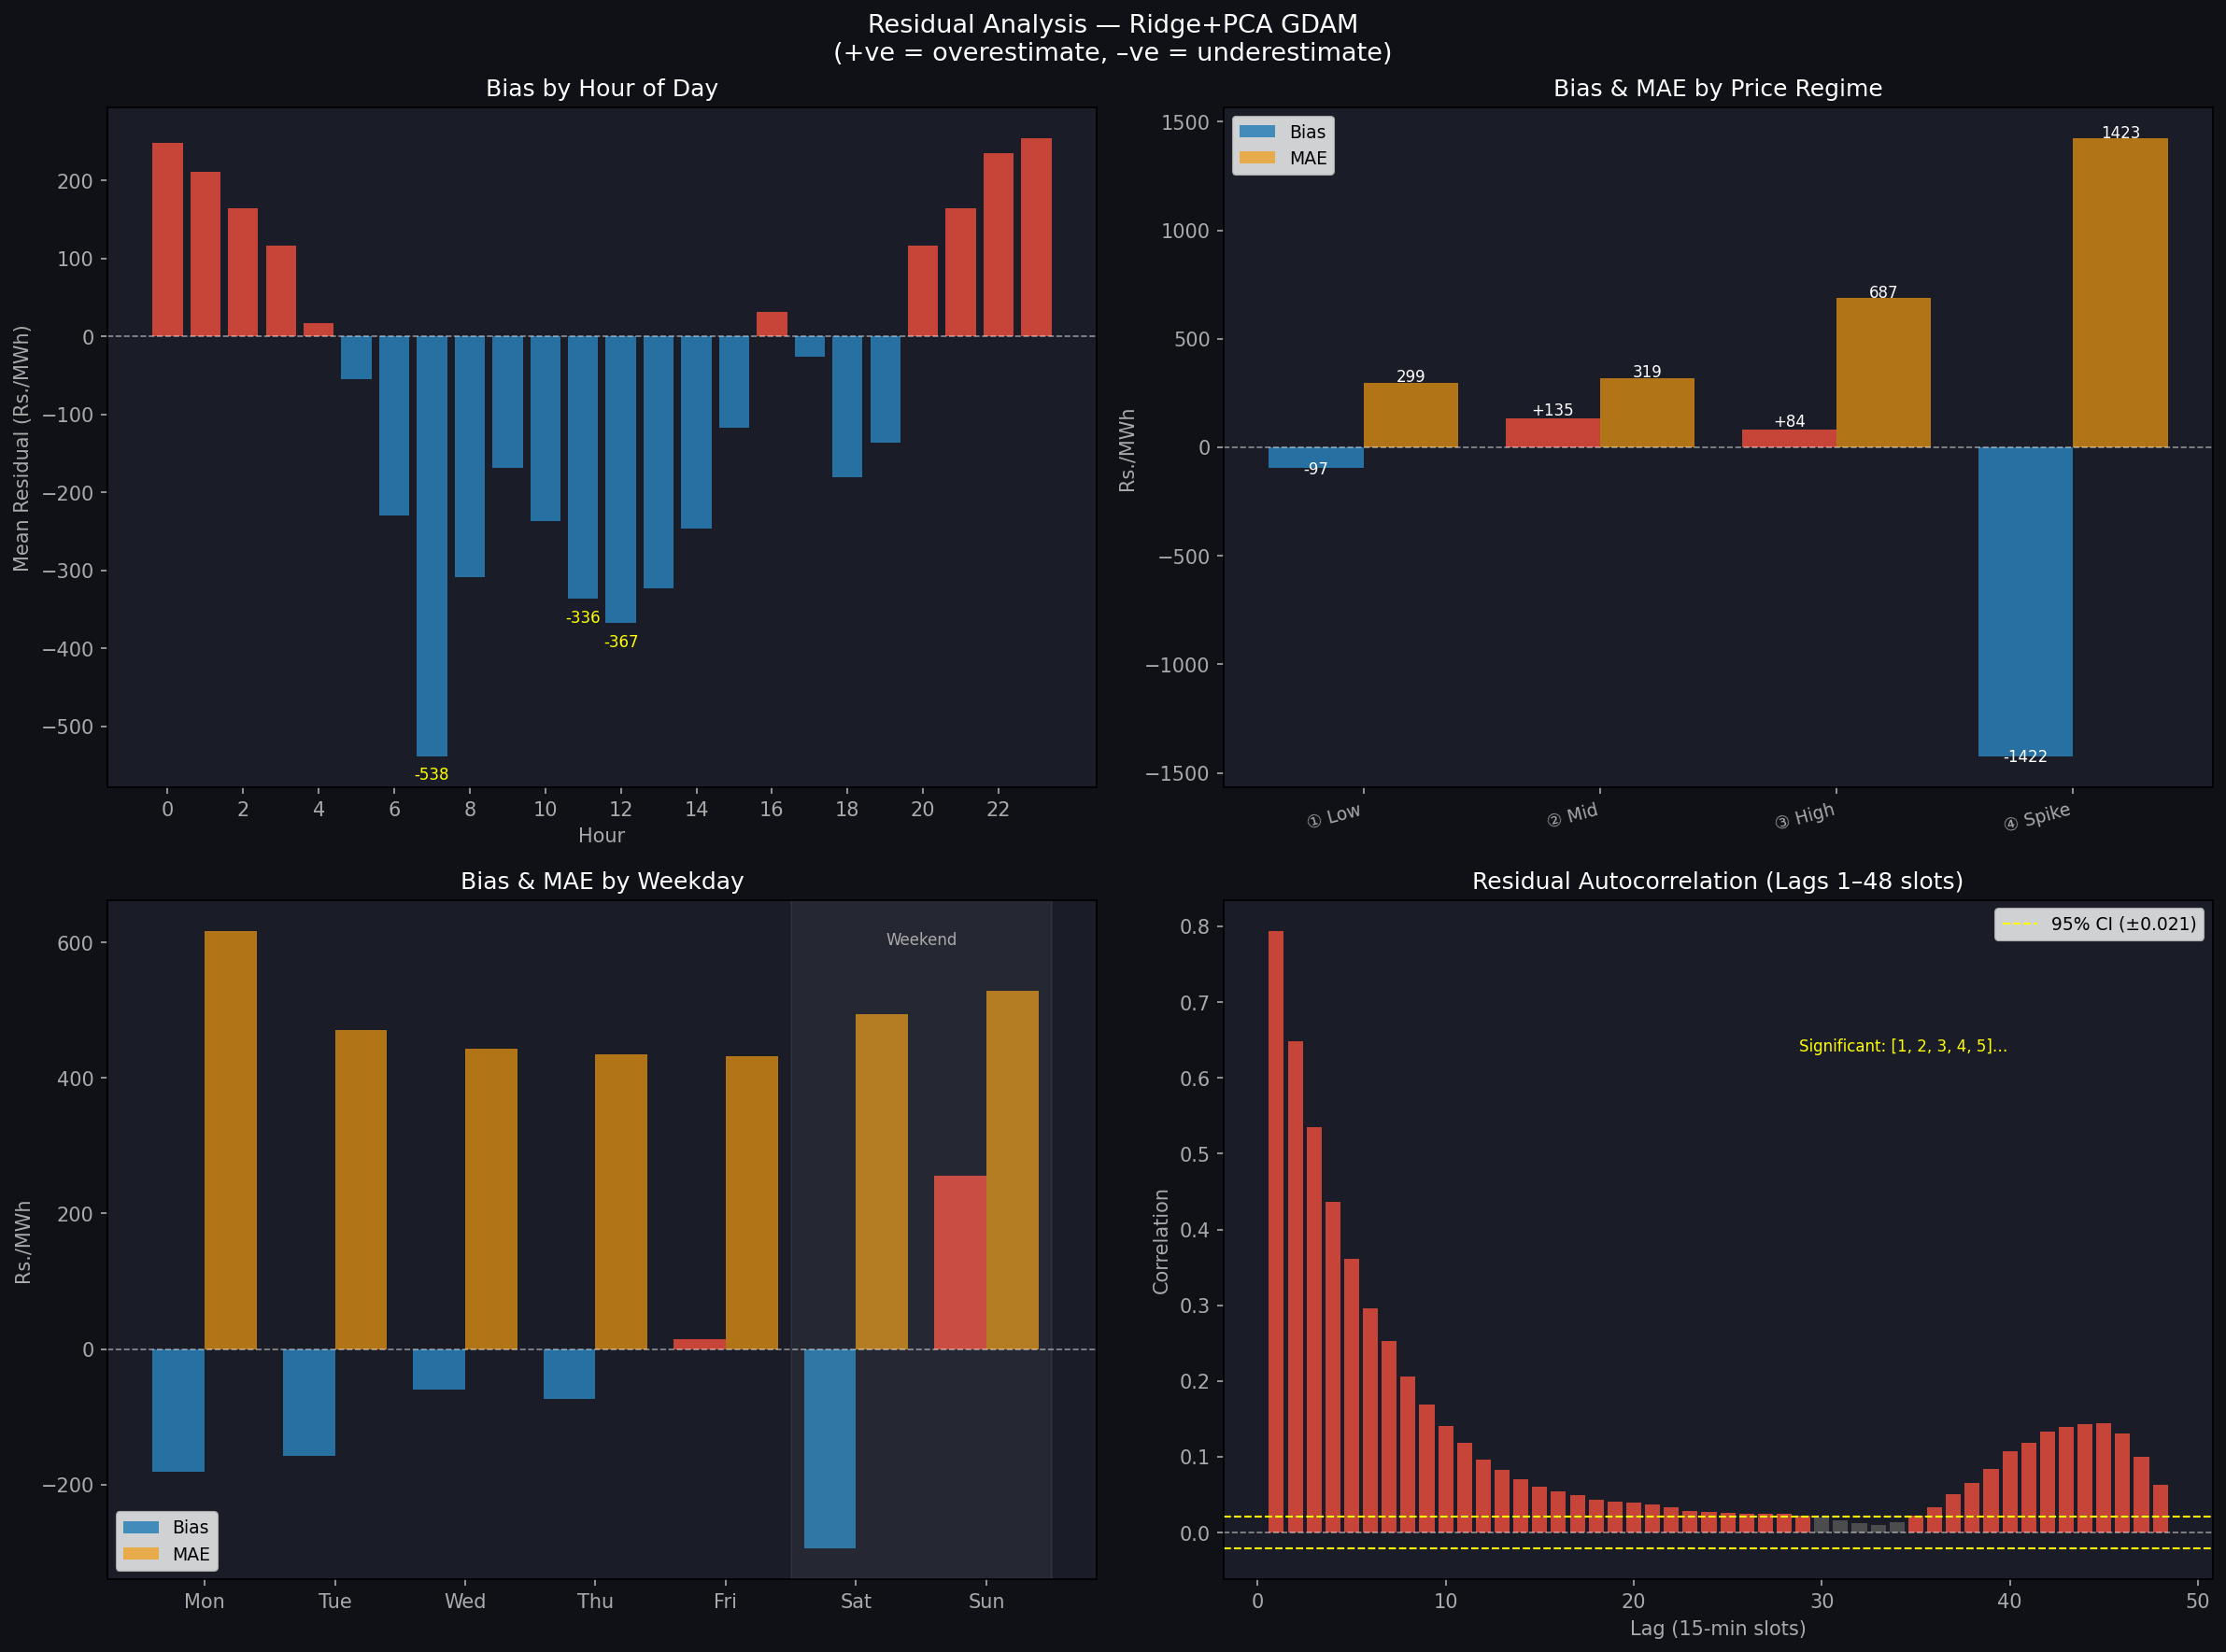 Residual Analysis — Ridge+PCA GDAM
(+ve = overestimate, –ve = underestimate)
Bias by Hour of Day
Mean Residual (Rs./MWh)
200
100
0
−100
−200
−300
−400
−500
-538
-336
-367
0 2 4 6 8 10 12 14 16 18 20 22
Hour
Bias & MAE by Price Regime
Bias
MAE
Rs./MWh
1500
1000
500
0
−500
−1000
−1500
-97
299
+135
319
+84
687
-1422
1423
① Low
② Mid
③ High
④ Spike
Bias & MAE by Weekday
Weekend
Rs./MWh
600
400
200
0
−200
Bias
MAE
Mon Tue Wed Thu Fri Sat Sun
Residual Autocorrelation (Lags 1–48 slots)
95% CI (±0.021)
Significant: [1, 2, 3, 4, 5]...
Correlation
0.8
0.7
0.6
0.5
0.4
0.3
0.2
0.1
0.0
0 10 20 30 40 50
Lag (15-min slots)